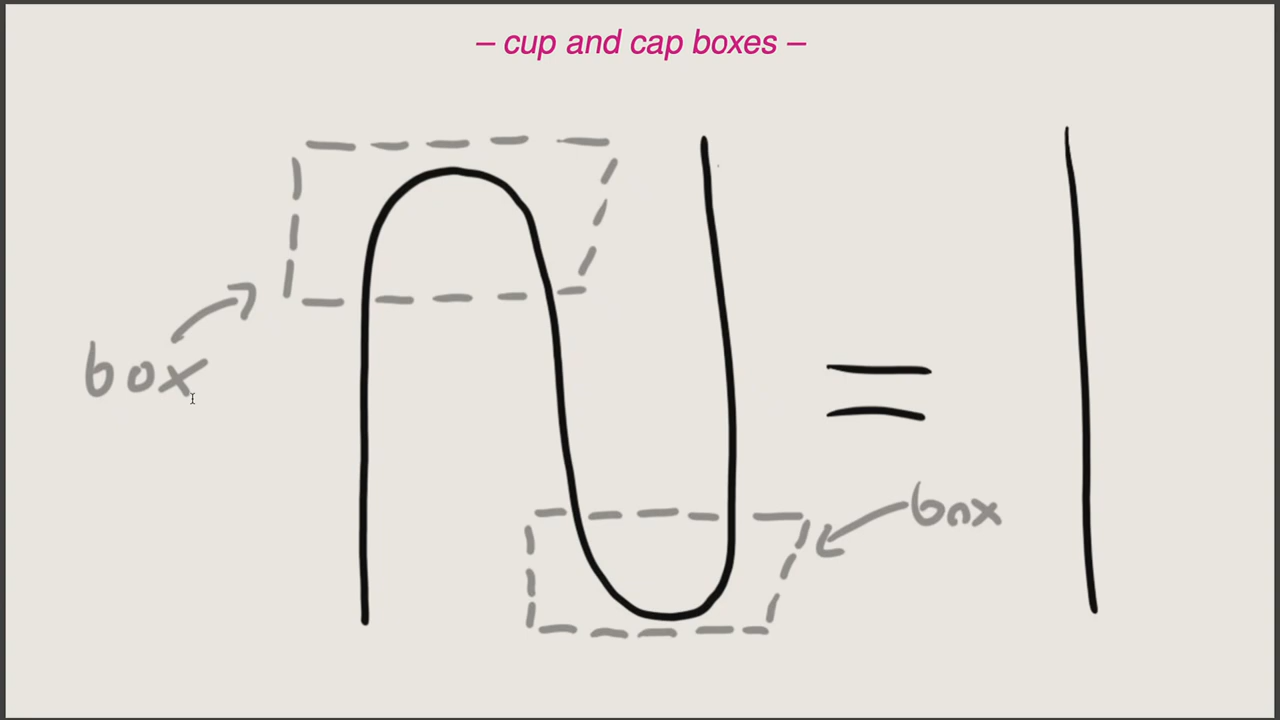 – cup and cap boxes –
box
=
box